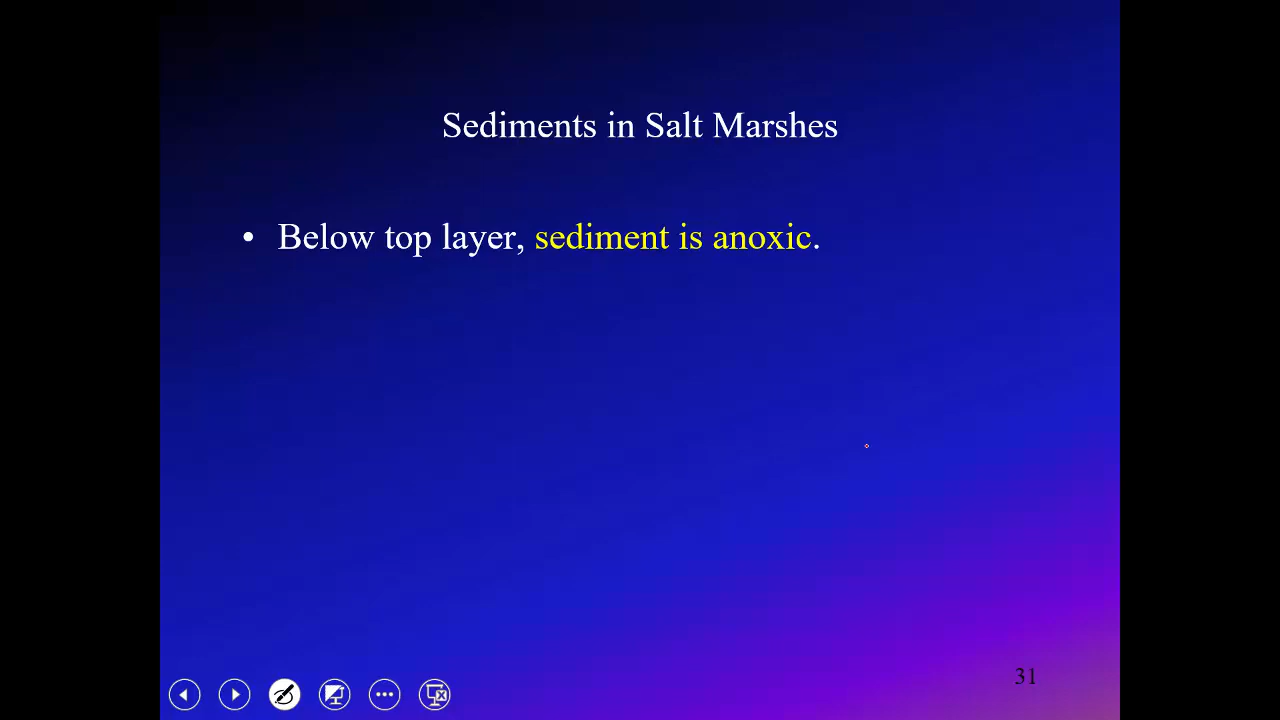 Sediments in Salt Marshes
• Below top layer, sediment is anoxic.
31